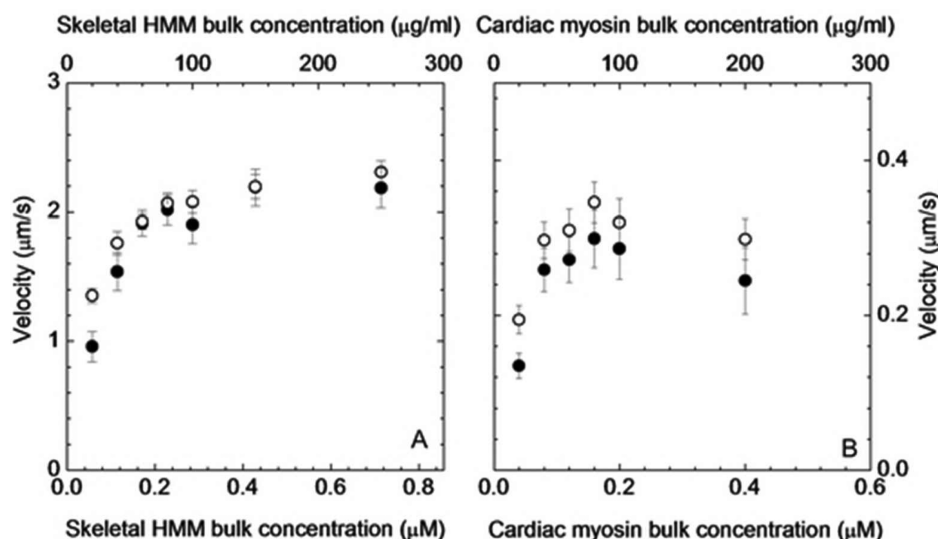 Skeletal HMM bulk concentration (μg/ml)
0 100 200 300
Cardiac myosin bulk concentration (μg/ml)
0 50 100 150 200 250 300
Velocity (μm/s)
3
2
1
0
A
0.0 0.2 0.4 0.6 0.8
Skeletal HMM bulk concentration (μM)
Velocity (μm/s)
0.4
0.2
0.0
B
0.0 0.2 0.4 0.6
Cardiac myosin bulk concentration (μM)